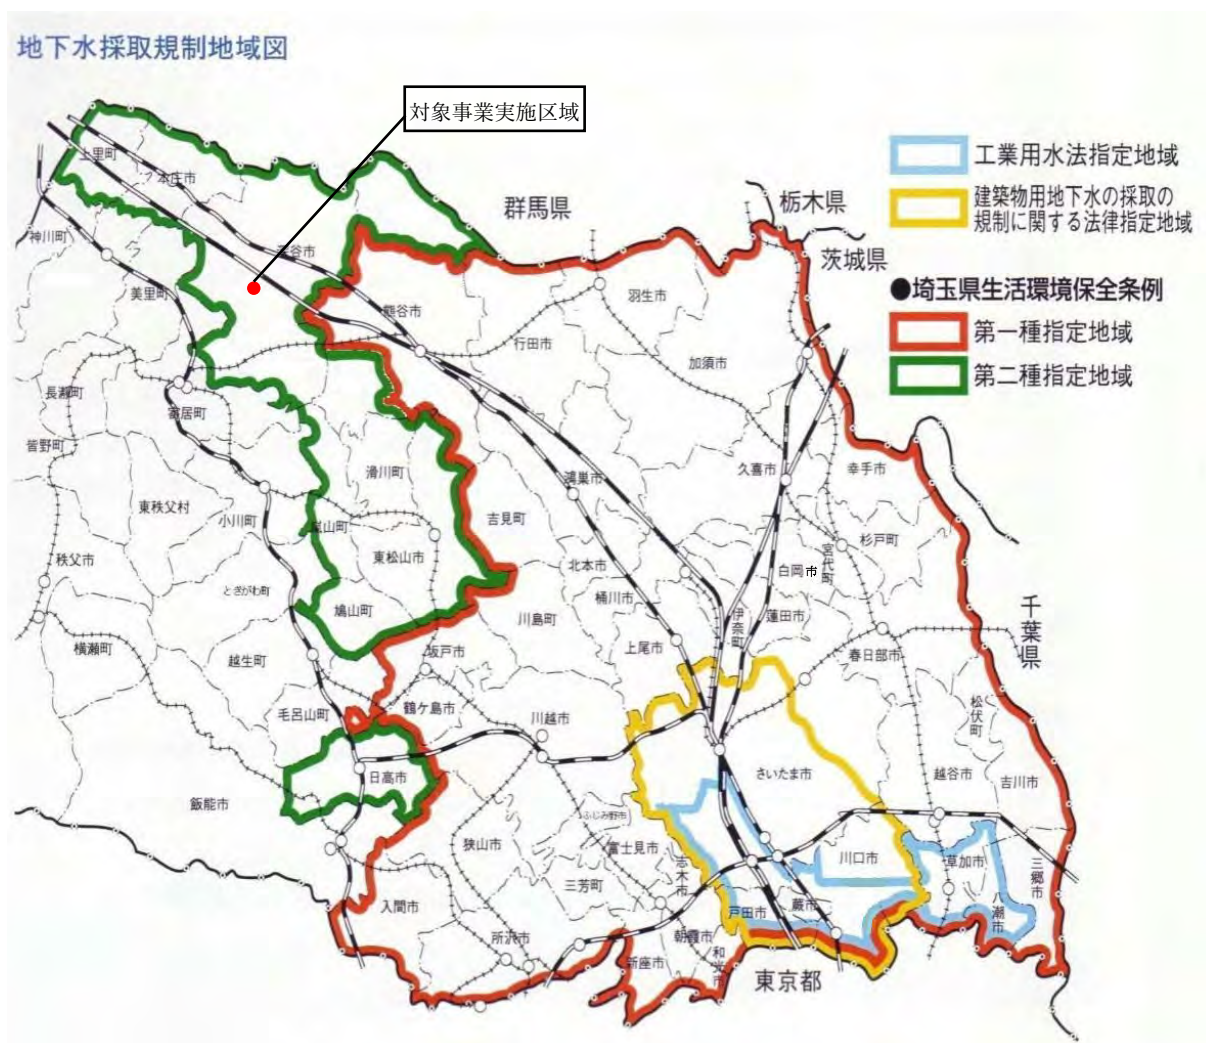 地下水採取規制地域図
対象事業実施区域
工業用水法指定地域
建築物用地下水の採取の
規制に関する法律指定地域
●埼玉県生活環境保全条例
第一種指定地域
第二種指定地域
群馬県
栃木県
茨城県
千葉県
東京都
上里町
本庄市
神川町
美里町
深谷市
熊谷市
行田市
羽生市
加須市
長瀞町
皆野町
寄居町
東秩父村
小川町
滑川町
嵐山町
東松山市
吉見町
鴻巣市
久喜市
幸手市
杉戸町
宮代町
白岡市
秩父市
ときがわ町
鳩山町
北本市
桶川市
伊奈町
蓮田市
横瀬町
越生町
坂戸市
川島町
上尾市
春日部市
松伏町
毛呂山町
鶴ケ島市
川越市
日高市
さいたま市
越谷市
吉川市
飯能市
狭山市
ふじみ野市
富士見市
三芳町
志木市
川口市
草加市
三郷市
八潮市
入間市
所沢市
戸田市
蕨市
朝霞市
新座市
和光市